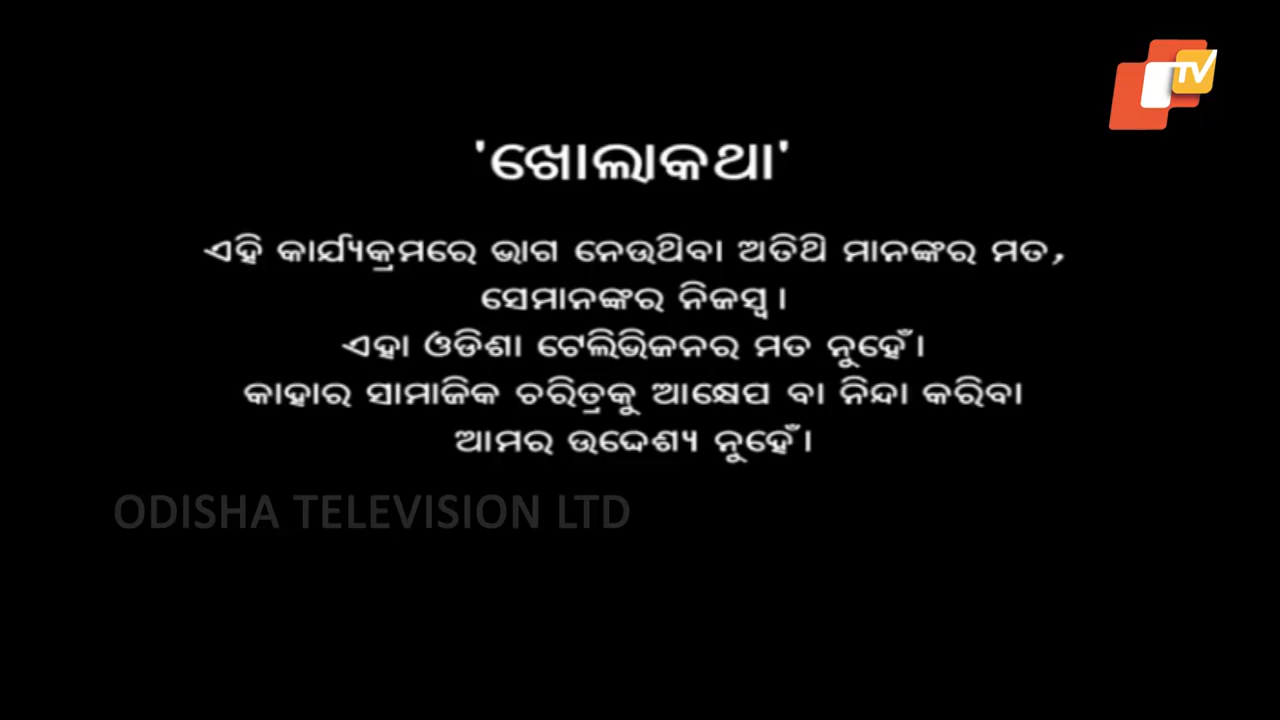 TV
'ଖୋଲାକଥା'
ଏହି କାର୍ଯ୍ୟକ୍ରମରେ ଭାଗ ନେଉଥିବା ଅତିଥି ମାନଙ୍କର ମତ,
ସେମାନଙ୍କର ନିଜସ୍ୱ ।
ଏହା ଓଡିଶା ଟେଲିଭିଜନର ମତ ନୁହେଁ ।
କାହାର ସାମାଜିକ ଚରିତ୍ରକୁ ଆକ୍ଷେପ ବା ନିନ୍ଦା କରିବା
ଆମର ଉଦ୍ଦେଶ୍ୟ ନୁହେଁ ।
ODISHA TELEVISION LTD